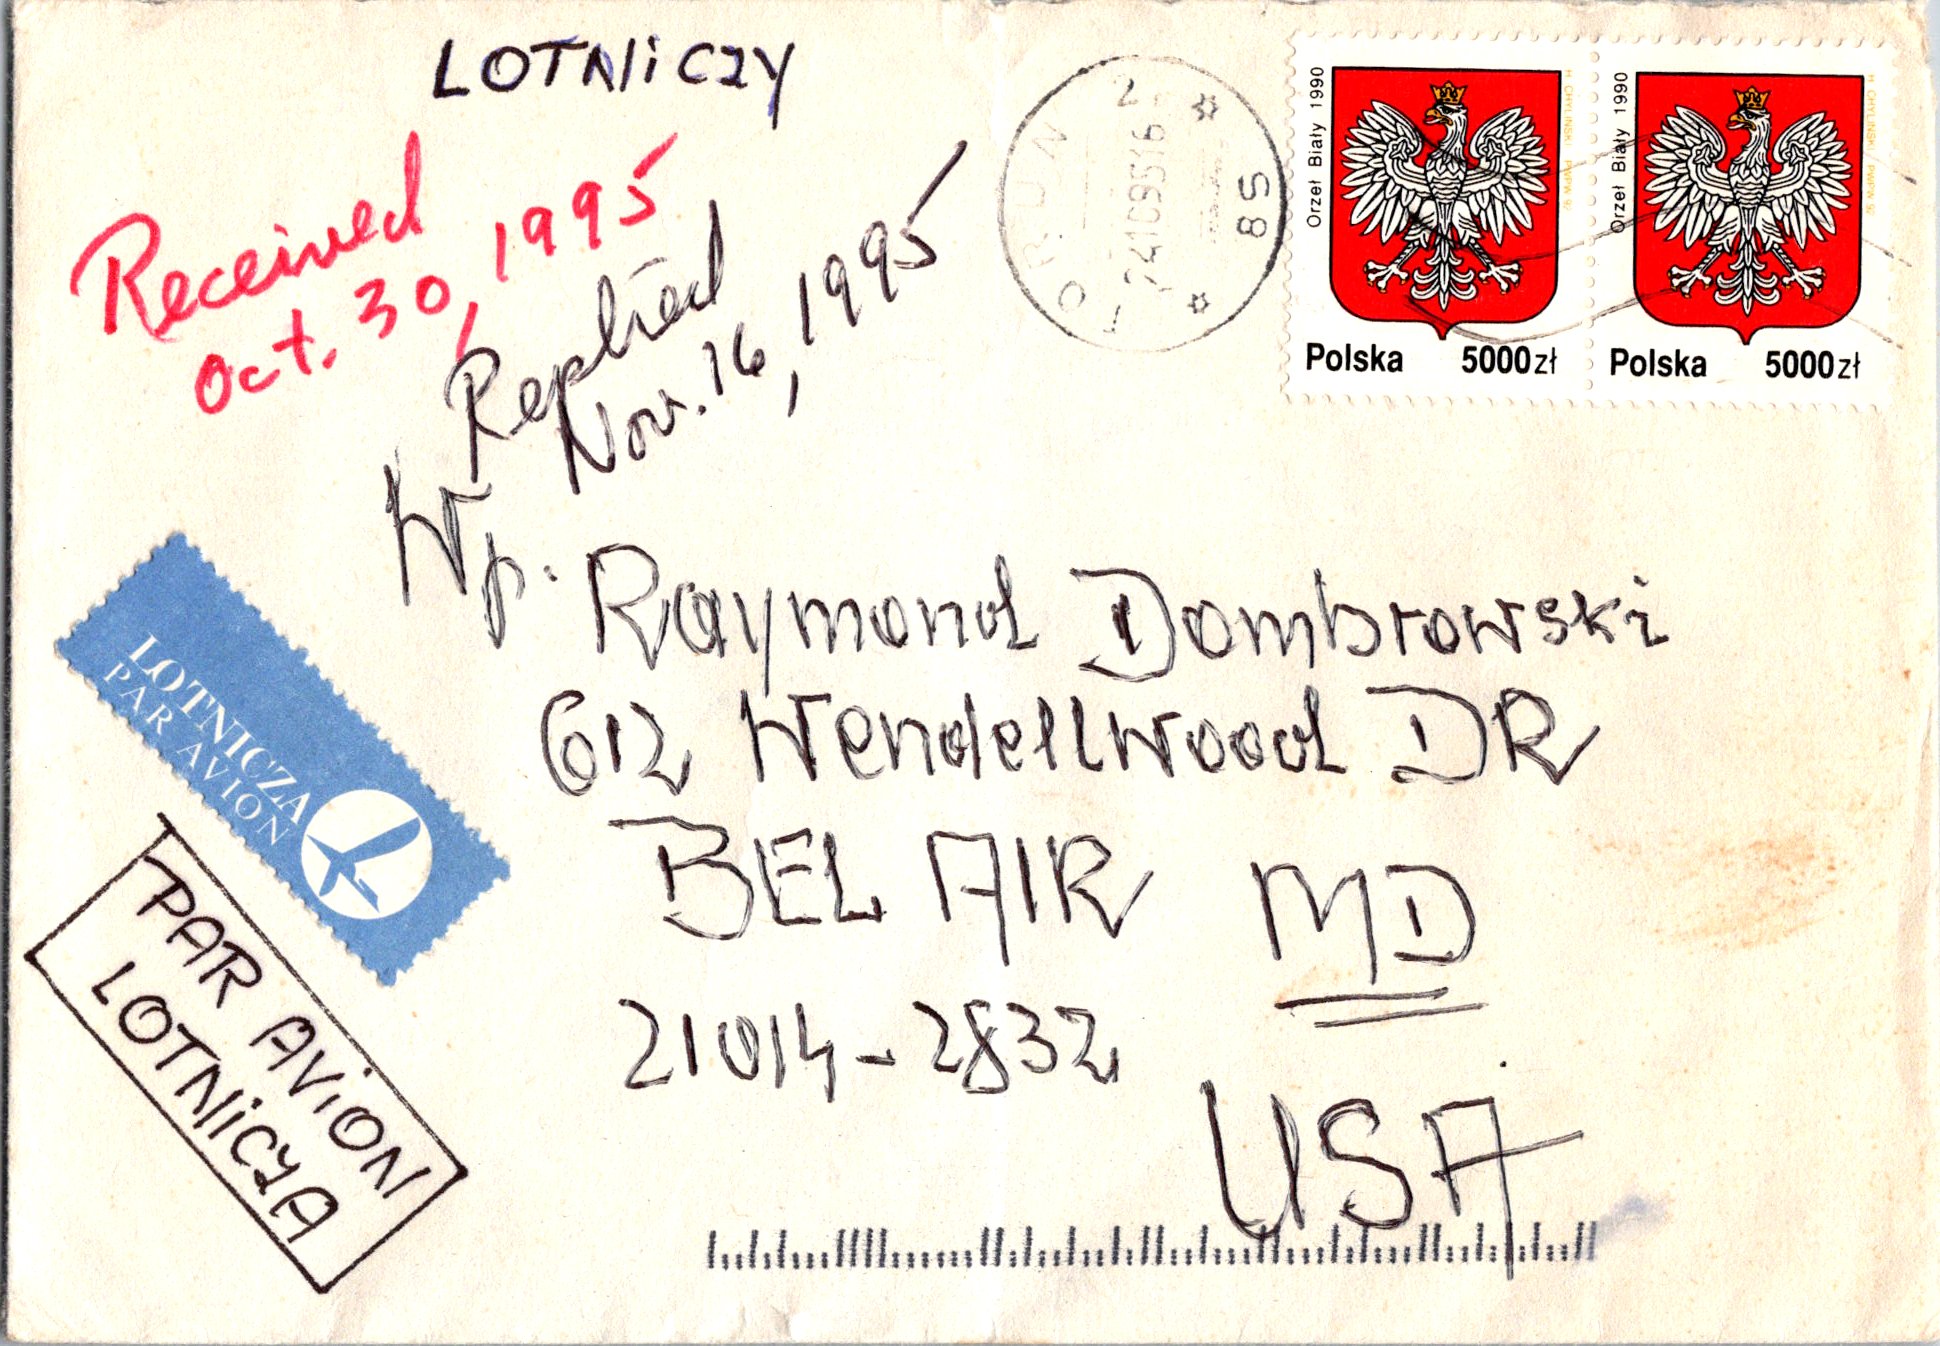 LOTNiCZY
Received
Oct. 30, 1995
Replied
Nov. 16, 1995
TORUŃ 2
24109516
8S
Orzeł Biały 1990
Polska 5000zł
Orzeł Biały 1990
Polska 5000zł
Wp. Raymond Dombrowski
612 Wendellwood DR
BEL AIR MD
21014-2832
USA
LOTNICZA
PAR AVION
PAR AViON
LOTNiCZA